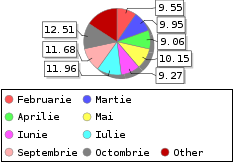 9.55
9.95
9.06
10.15
9.27
11.96
11.68
12.51
Februarie Martie
Aprilie Mai
Iunie Iulie
Septembrie Octombrie Other